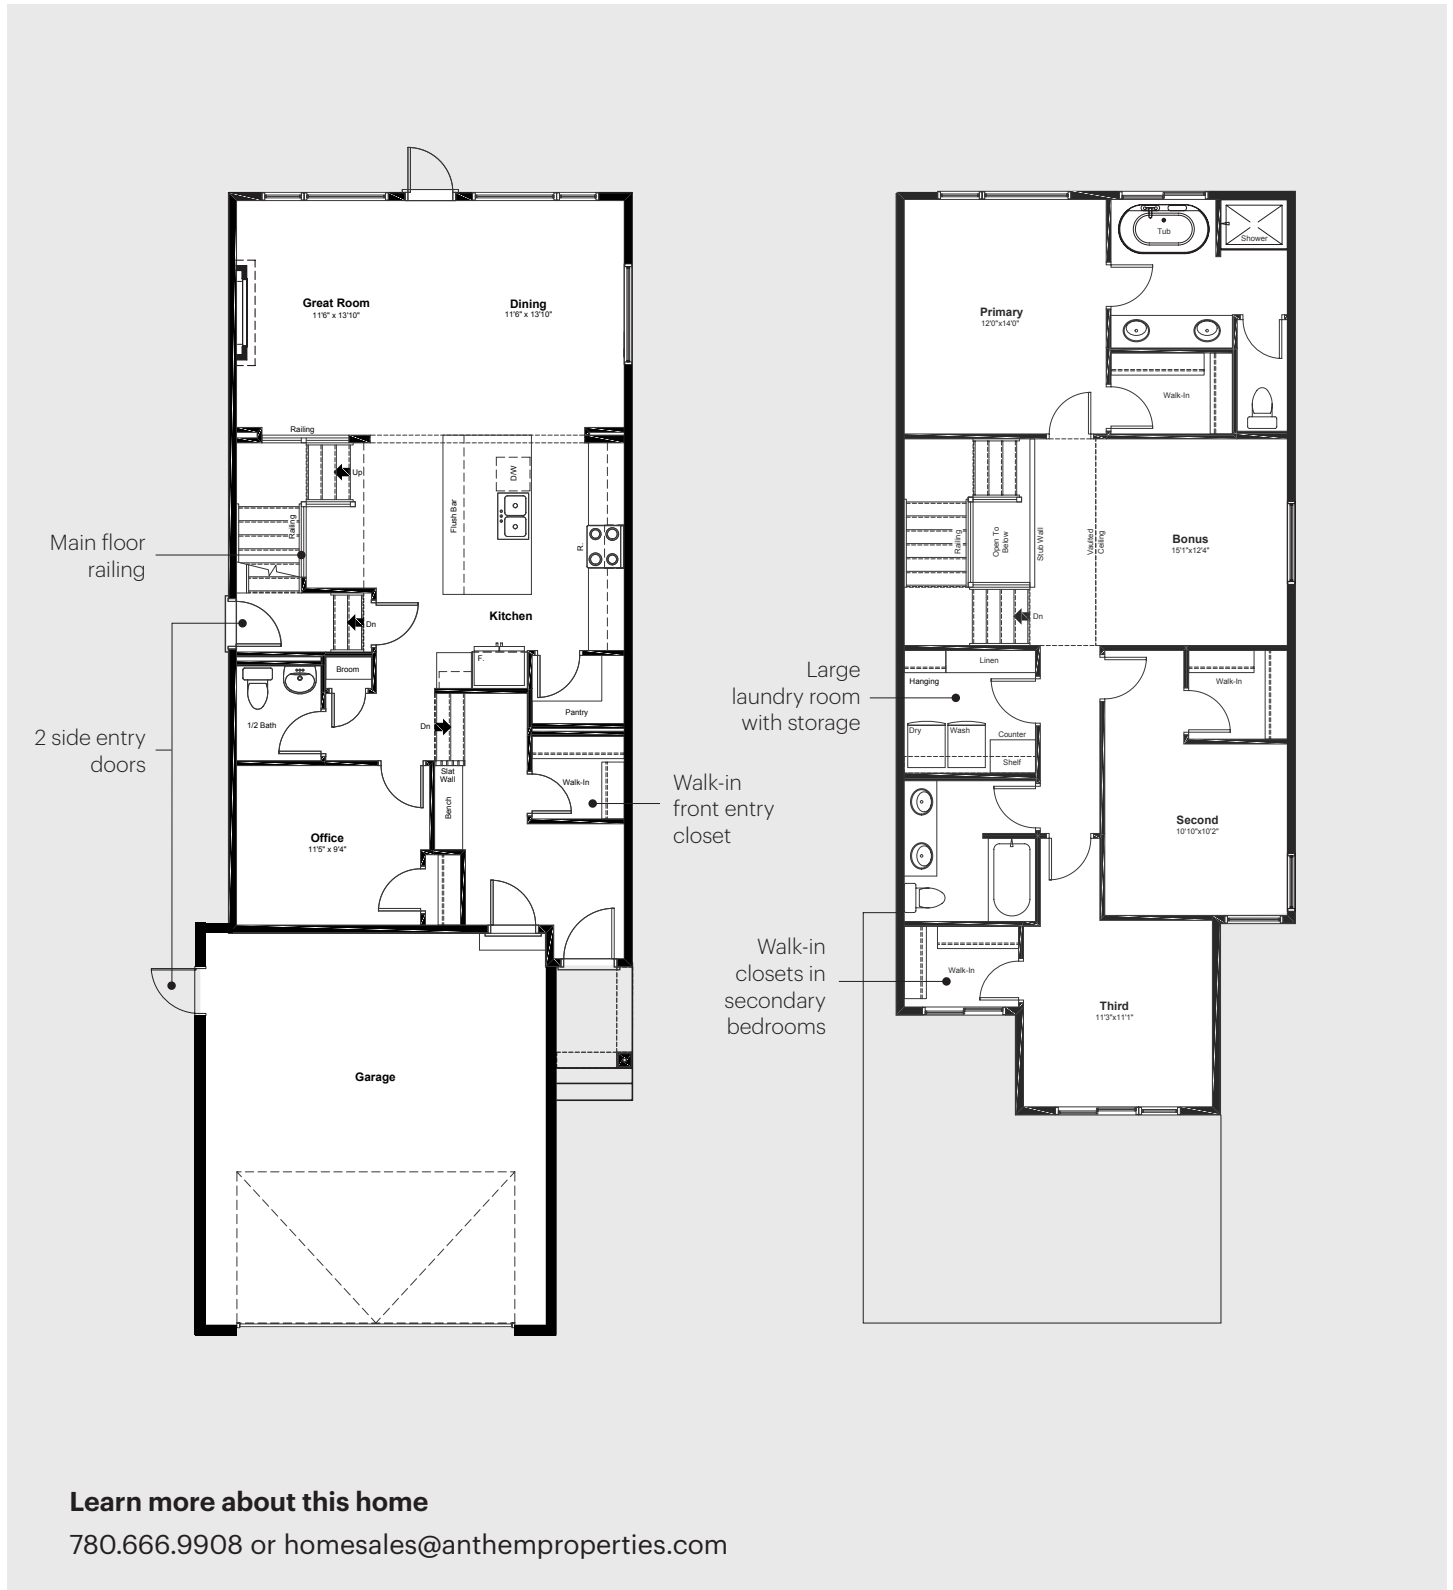 Great Room
11'6" x 13'10"
Dining
11'6" x 13'10"
Railing
Up
Railing
Flush Bar
D/W
R.
Kitchen
Dn
F.
Broom
1/2 Bath
Dn
Pantry
Slat
Wall
Walk-In
Bench
Office
11'5" x 9'4"
Garage
Main floor
railing
2 side entry
doors
Walk-in
front entry
closet
Tub
Shower
Primary
12'0"x14'0"
Walk-In
Railing
Open To
Below
Stub Wall
Vaulted
Ceiling
Bonus
15'1"x12'4"
Dn
Linen
Hanging
Dry
Wash
Counter
Shelf
Walk-In
Second
10'10"x10'2"
Walk-In
Third
11'3"x11'1"
Large
laundry room
with storage
Walk-in
closets in
secondary
bedrooms
Learn more about this home
780.666.9908 or homesales@anthemproperties.com